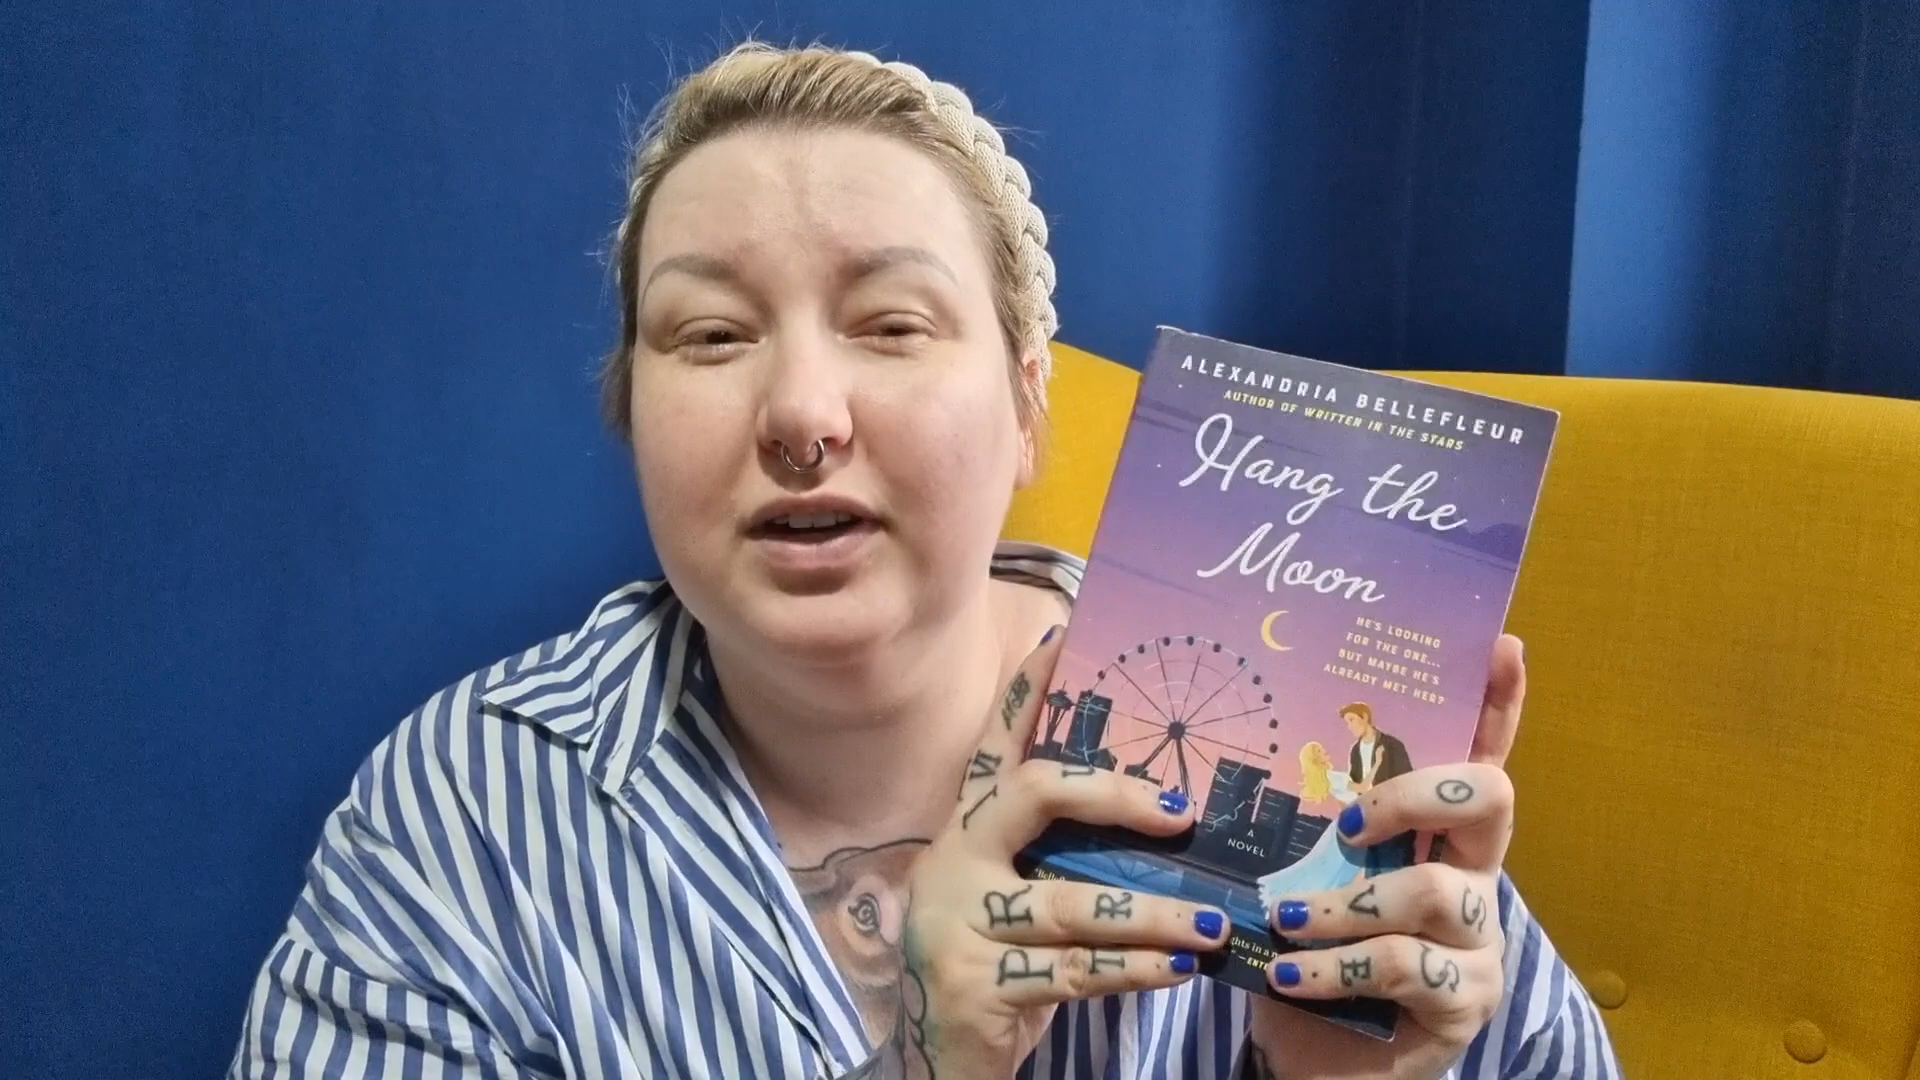 ALEXANDRIA BELLEFLEUR
AUTHOR OF WRITTEN IN THE STARS
Hang the
Moon
HE'S LOOKING
FOR THE ONE...
BUT MAYBE HE'S
ALREADY MET HER?
A
NOVEL